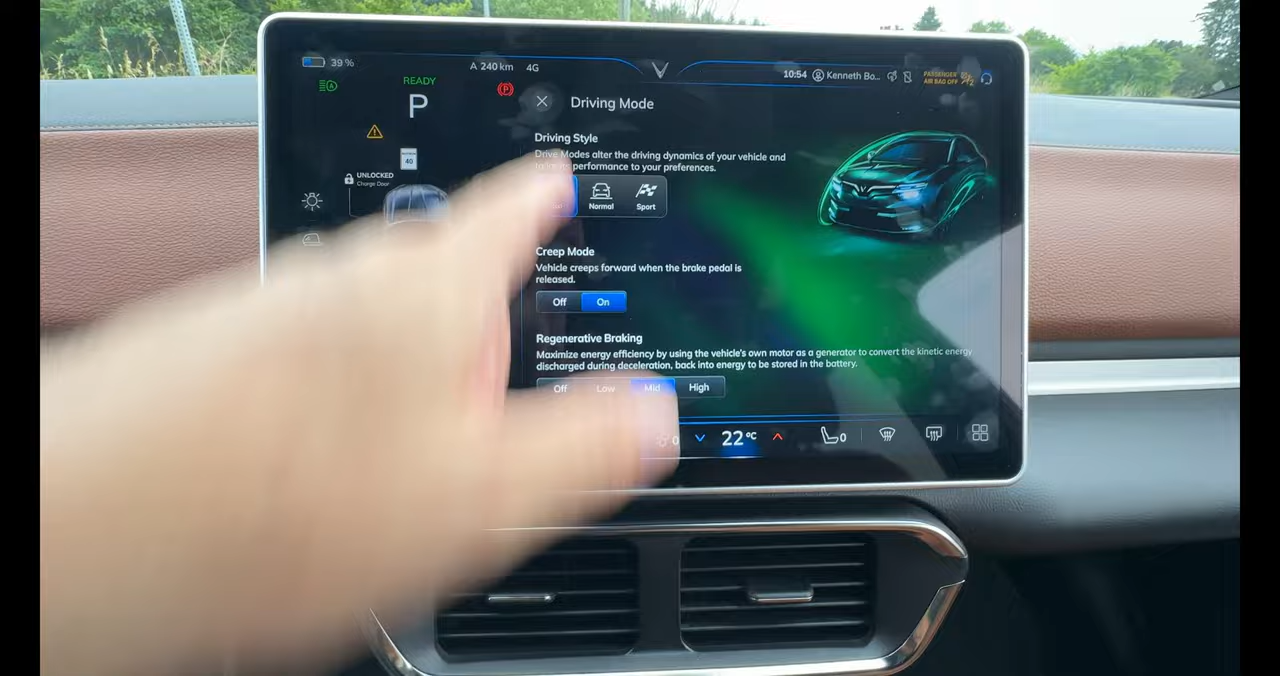 39 %
A 240 km 4G
10:54 Kenneth Bo...
PASSENGER
AIR BAG OFF
READY
P
Driving Mode
Driving Style
Drive Modes alter the driving dynamics of your vehicle and
performance to your preferences.
Normal
Sport
40
UNLOCKED
Charge Door
Creep Mode
Vehicle creeps forward when the brake pedal is
released.
Off
On
Regenerative Braking
Maximize energy efficiency by using the vehicle's own motor as a generator to convert the kinetic energy
discharged during deceleration, back into energy to be stored in the battery.
Off
Low
Mid
High
0
22°C
0